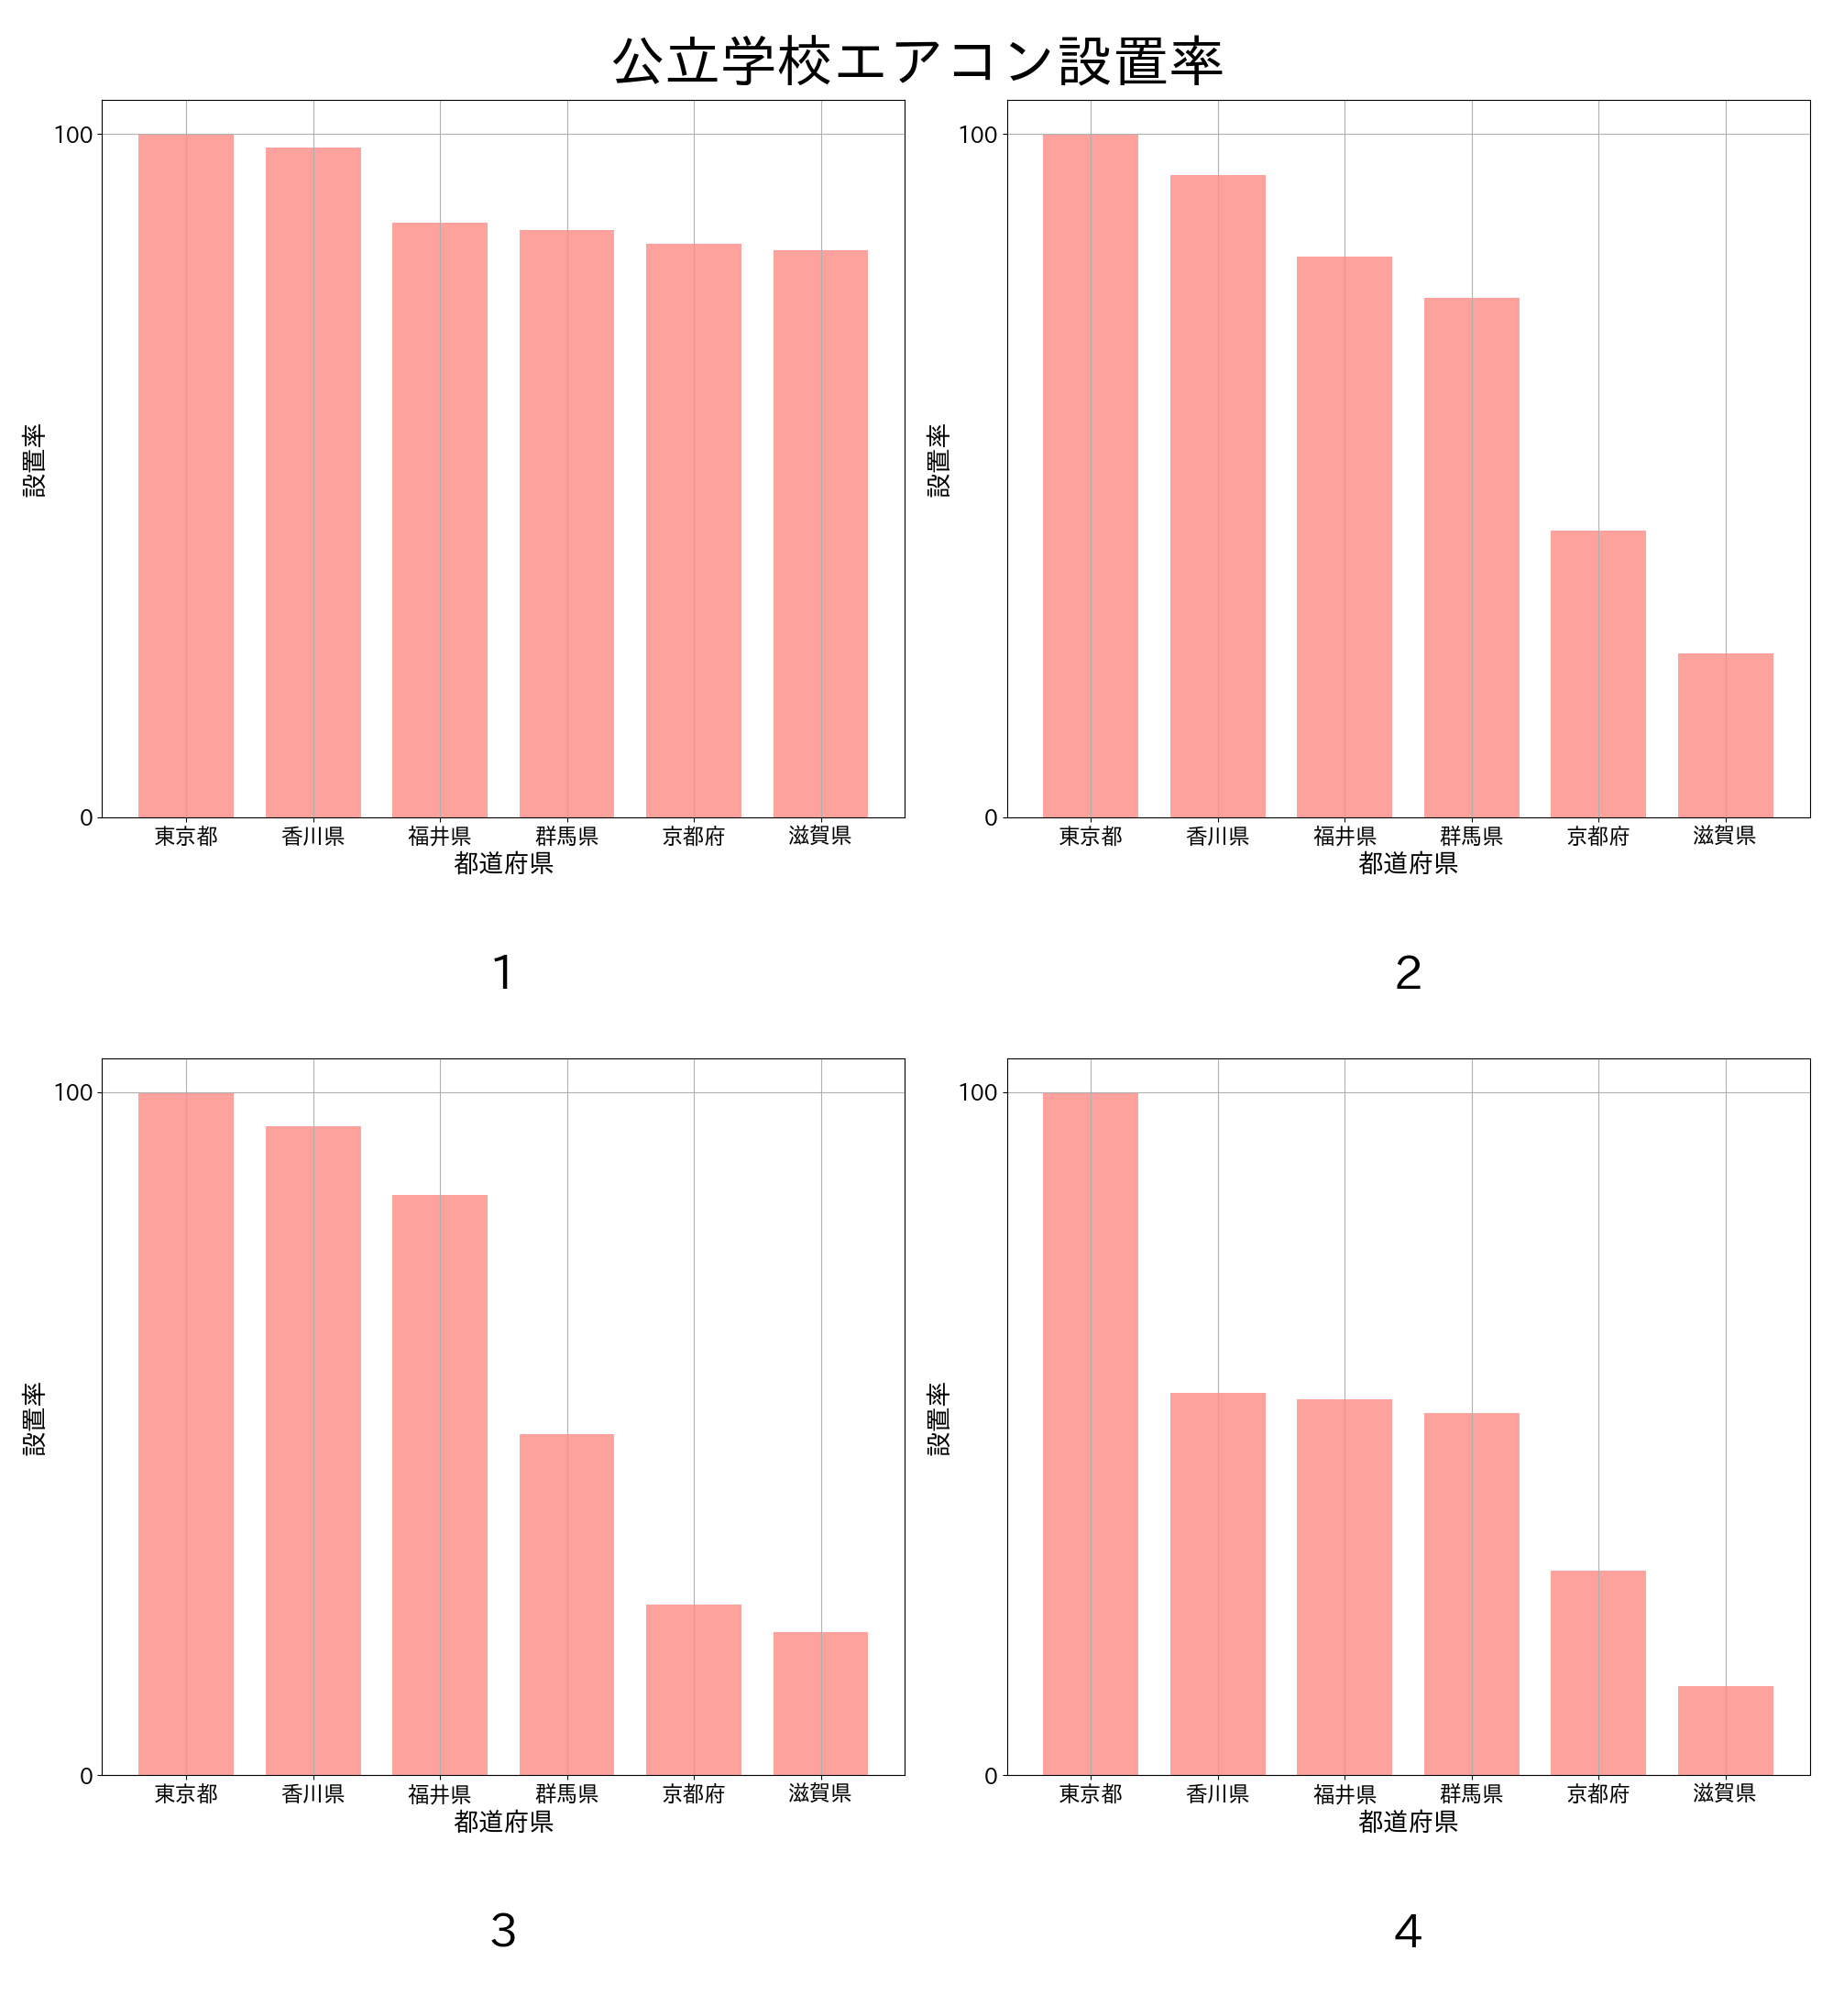 公立学校エアコン設置率
100
設置率
0
東京都 香川県 福井県 群馬県 京都府 滋賀県
都道府県
1
100
設置率
0
東京都 香川県 福井県 群馬県 京都府 滋賀県
都道府県
2
100
設置率
0
東京都 香川県 福井県 群馬県 京都府 滋賀県
都道府県
3
100
設置率
0
東京都 香川県 福井県 群馬県 京都府 滋賀県
都道府県
4